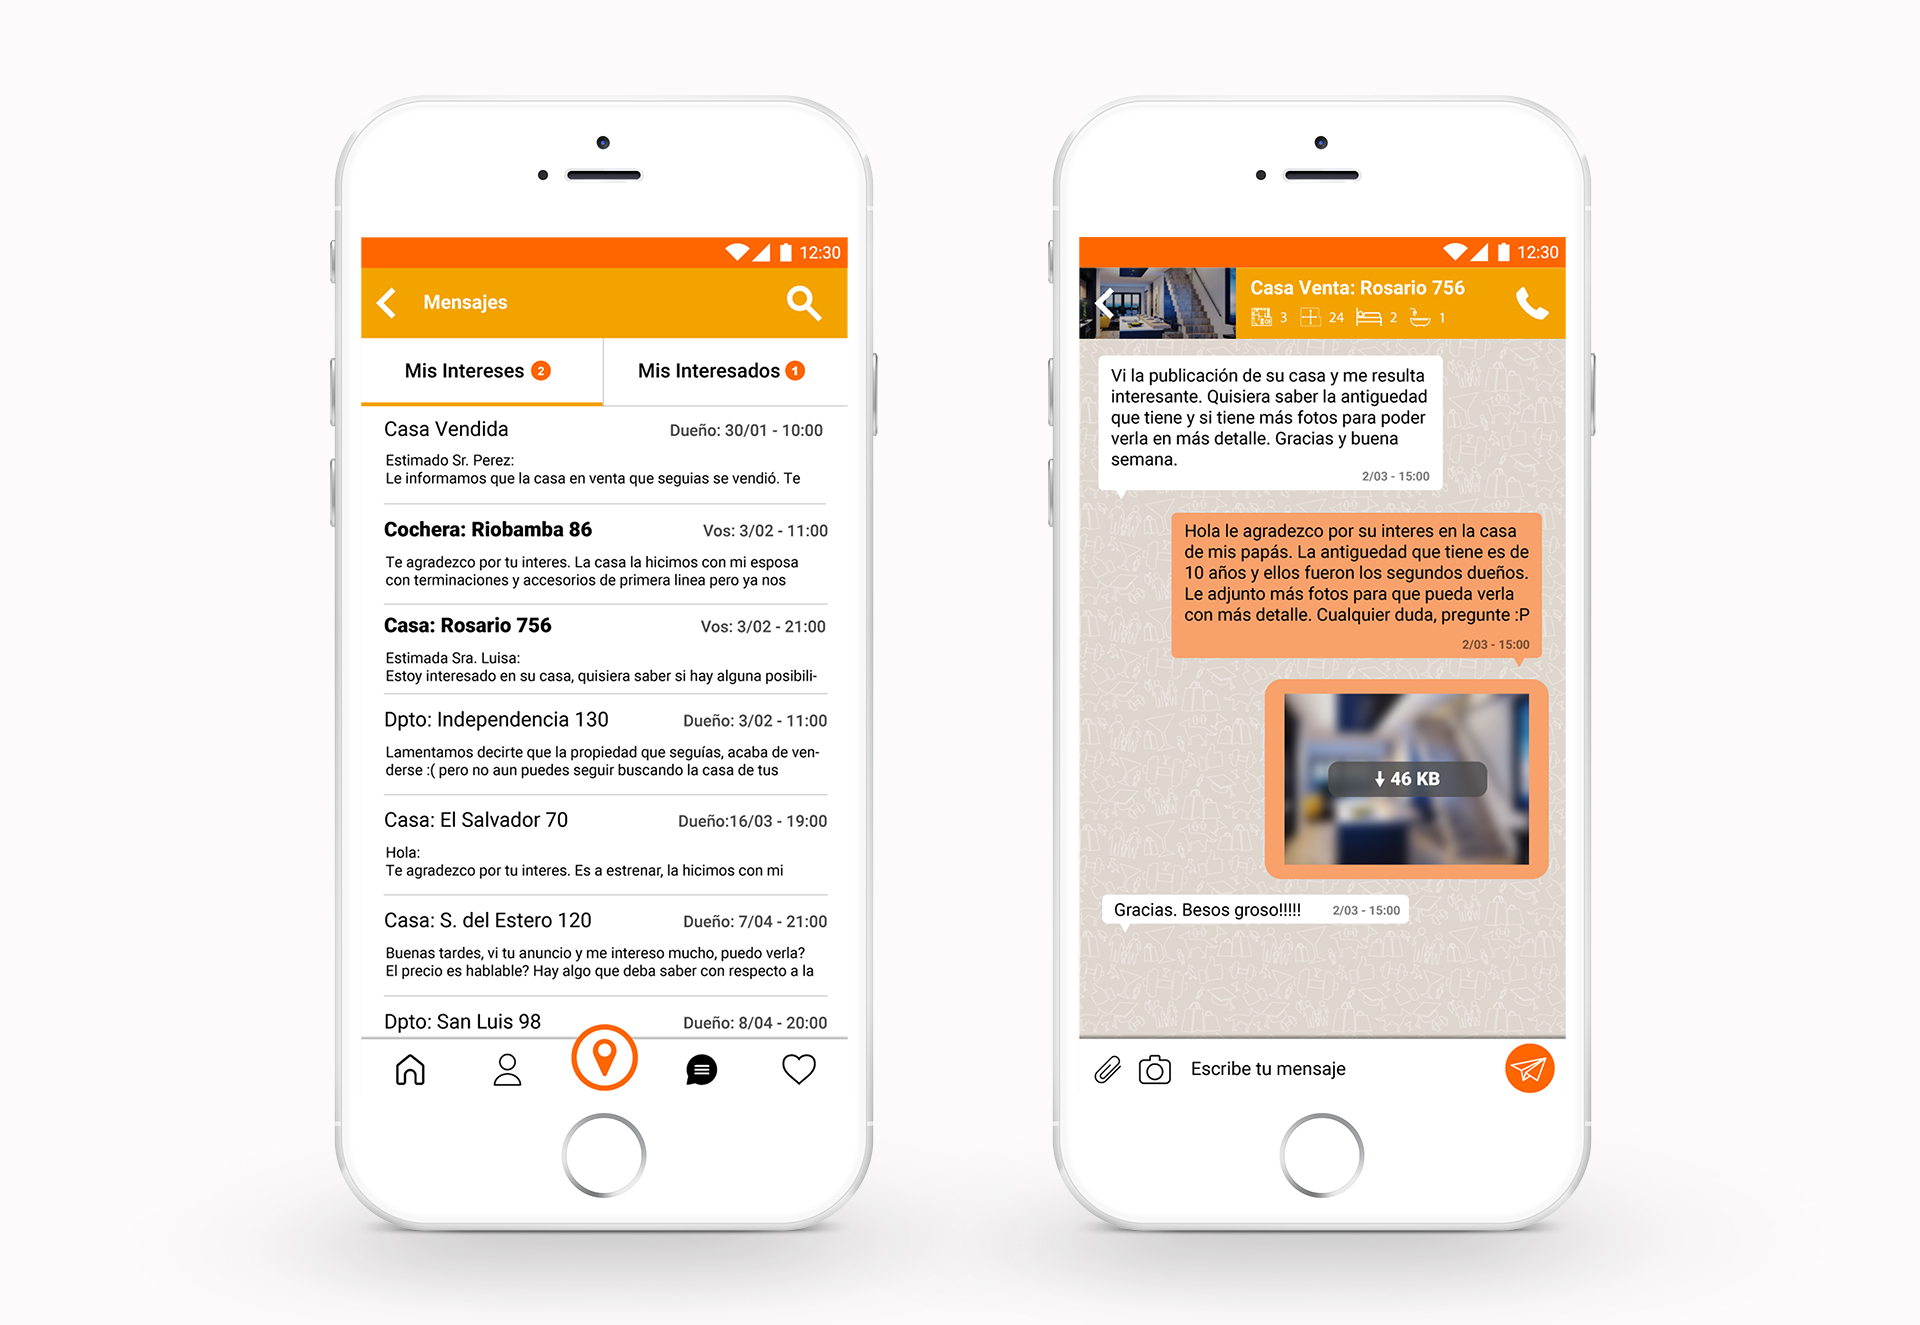 12:30
Mensajes
Mis Intereses 2
Mis Interesados 1
Casa Vendida
Dueño: 30/01 - 10:00
Estimado Sr. Perez:
Le informamos que la casa en venta que seguias se vendió. Te
Cochera: Riobamba 86
Vos: 3/02 - 11:00
Te agradezco por tu interes. La casa la hicimos con mi esposa
con terminaciones y accesorios de primera linea pero ya nos
Casa: Rosario 756
Vos: 3/02 - 21:00
Estimada Sra. Luisa:
Estoy interesado en su casa, quisiera saber si hay alguna posibili-
Dpto: Independencia 130
Dueño: 3/02 - 11:00
Lamentamos decirte que la propiedad que seguías, acaba de ven-
derse :( pero no aun puedes seguir buscando la casa de tus
Casa: El Salvador 70
Dueño:16/03 - 19:00
Hola:
Te agradezco por tu interes. Es a estrenar, la hicimos con mi
Casa: S. del Estero 120
Dueño: 7/04 - 21:00
Buenas tardes, vi tu anuncio y me intereso mucho, puedo verla?
El precio es hablable? Hay algo que deba saber con respecto a la
Dpto: San Luis 98
Dueño: 8/04 - 20:00
12:30
Casa Venta: Rosario 756
3 24 2 1
Vi la publicación de su casa y me resulta
interesante. Quisiera saber la antiguedad
que tiene y si tiene más fotos para poder
verla en más detalle. Gracias y buena
semana.
2/03 - 15:00
Hola le agradezco por su interes en la casa
de mis papás. La antiguedad que tiene es de
10 años y ellos fueron los segundos dueños.
Le adjunto más fotos para que pueda verla
con más detalle. Cualquier duda, pregunte :P
2/03 - 15:00
46 KB
Gracias. Besos groso!!!!!
2/03 - 15:00
Escribe tu mensaje